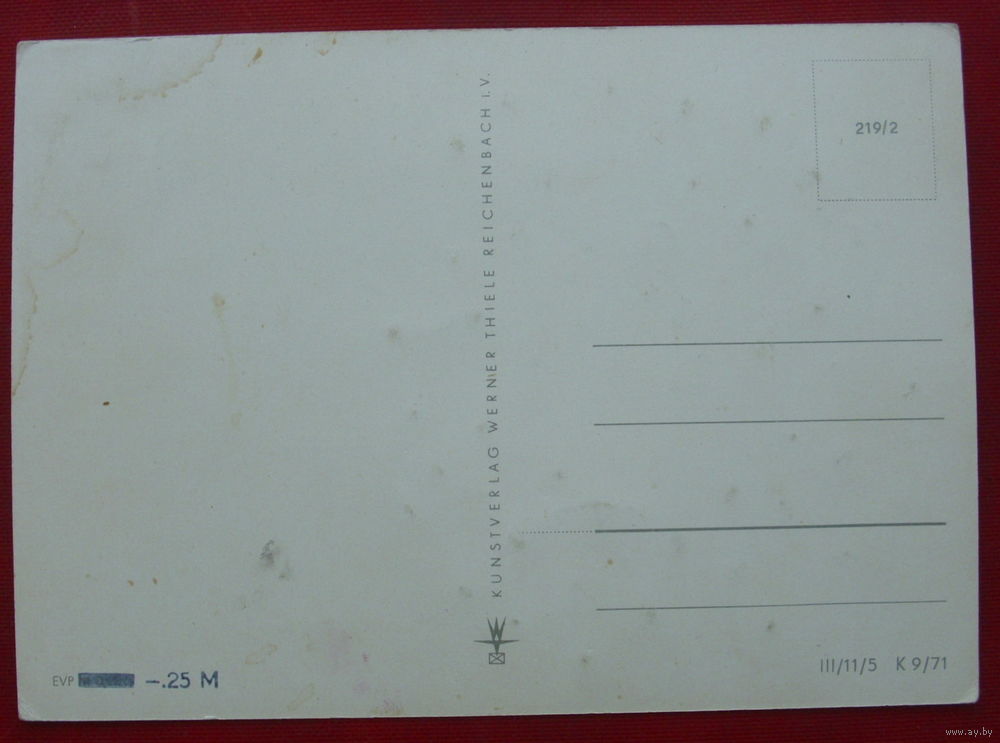 219/2
KUNSTVERLAG WERNER THIELE REICHENBACH I. V.
EVP −.25 M
III/11/5 K 9/71
www.ay.by